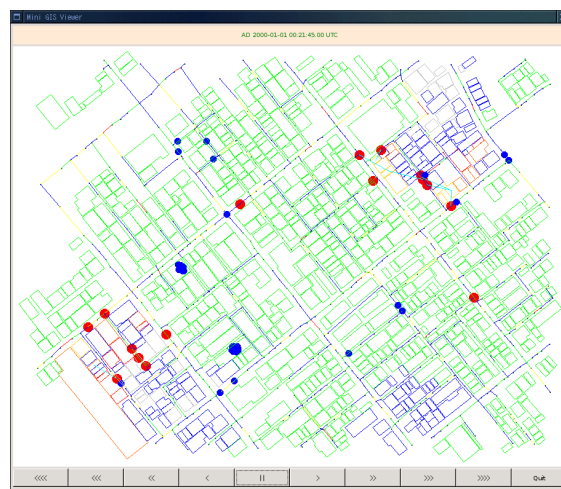 Mini GIS Viewer
AD 2000-01-01 00:21:45.00 UTC
<<<< <<< << < || > >> >>> >>>> Quit